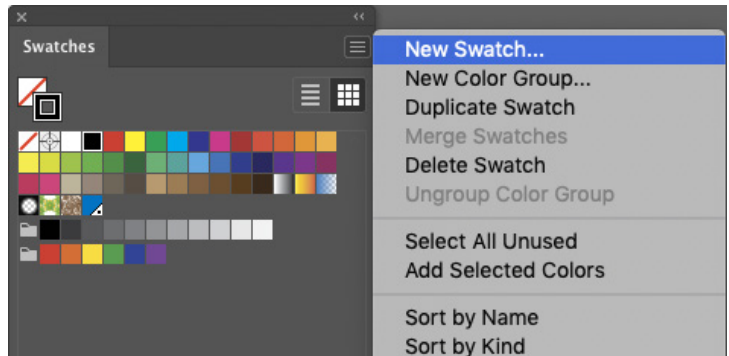 Swatches
New Swatch...
New Color Group...
Duplicate Swatch
Merge Swatches
Delete Swatch
Ungroup Color Group
Select All Unused
Add Selected Colors
Sort by Name
Sort by Kind